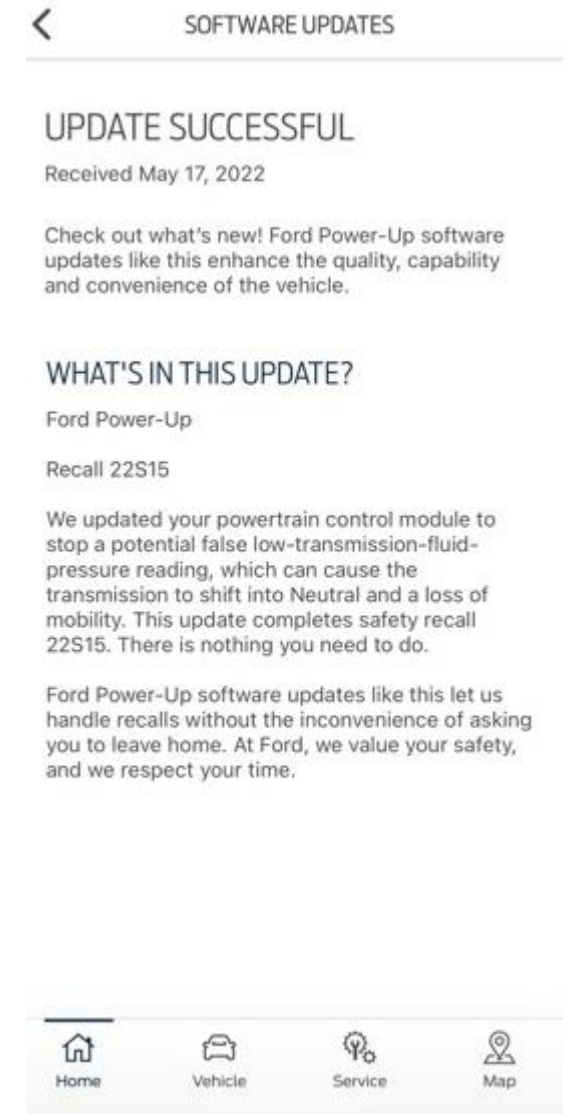 SOFTWARE UPDATES
UPDATE SUCCESSFUL
Received May 17, 2022
Check out what's new! Ford Power-Up software
updates like this enhance the quality, capability
and convenience of the vehicle.
WHAT'S IN THIS UPDATE?
Ford Power-Up
Recall 22S15
We updated your powertrain control module to
stop a potential false low-transmission-fluid-
pressure reading, which can cause the
transmission to shift into Neutral and a loss of
mobility. This update completes safety recall
22S15. There is nothing you need to do.
Ford Power-Up software updates like this let us
handle recalls without the inconvenience of asking
you to leave home. At Ford, we value your safety,
and we respect your time.
Home Vehicle Service Map